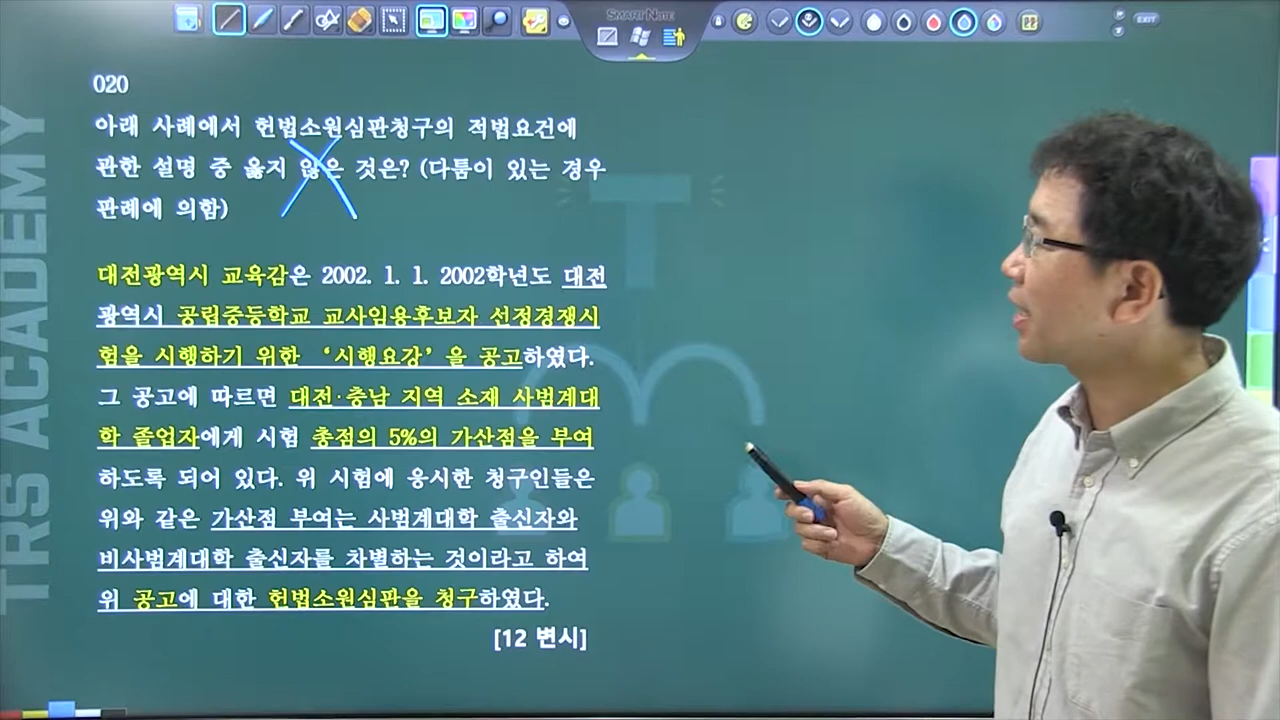 SMART NOTE
EXIT
TRS ACADEMY
020
아래 사례에서 헌법소원심판청구의 적법요건에
관한 설명 중 옳지 않은 것은? (다툼이 있는 경우
판례에 의함)
대전광역시 교육감은 2002. 1. 1. 2002학년도 대전
광역시 공립중등학교 교사임용후보자 선정경쟁시
험을 시행하기 위한 ‘시행요강’을 공고하였다.
그 공고에 따르면 대전·충남 지역 소재 사범계대
학 졸업자에게 시험 총점의 5%의 가산점을 부여
하도록 되어 있다. 위 시험에 응시한 청구인들은
위와 같은 가산점 부여는 사범계대학 출신자와
비사범계대학 출신자를 차별하는 것이라고 하여
위 공고에 대한 헌법소원심판을 청구하였다.
[12 변시]